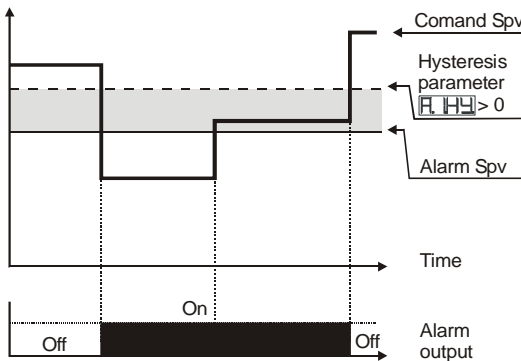 Comand Spv
Hysteresis
parameter
A. HY > 0
Alarm Spv
Time
On
Off
Off
Alarm
output